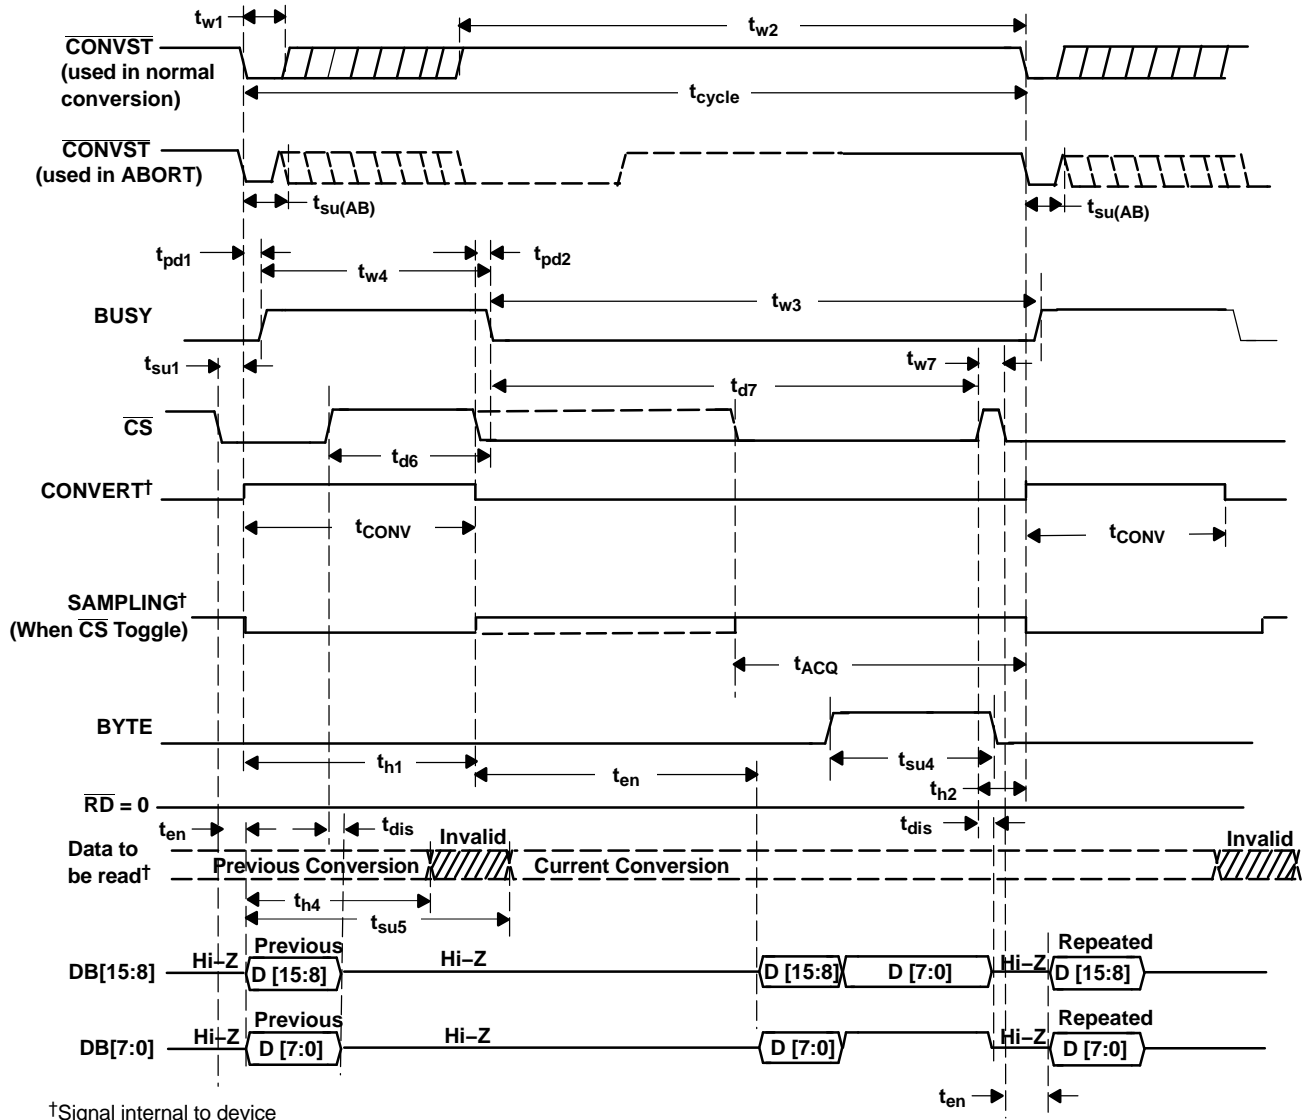 tw1
tw2
CONVST
(used in normal
conversion)
tcycle
CONVST
(used in ABORT)
tsu(AB)
tsu(AB)
tpd1
tw4
tpd2
BUSY
tw3
tsu1
tw7
td7
CS
td6
CONVERT†
tCONV
tCONV
SAMPLING†
(When CS Toggle)
tACQ
BYTE
th1
ten
tsu4
th2
RD = 0
ten
tdis
tdis
Data to
be read†
Previous Conversion
Invalid
Current Conversion
Invalid
th4
tsu5
DB[15:8]
Hi–Z
Previous
D [15:8]
Hi–Z
D [15:8]
D [7:0]
Hi–Z
Repeated
D [15:8]
DB[7:0]
Hi–Z
Previous
D [7:0]
Hi–Z
D [7:0]
Hi–Z
Repeated
D [7:0]
ten
†Signal internal to device